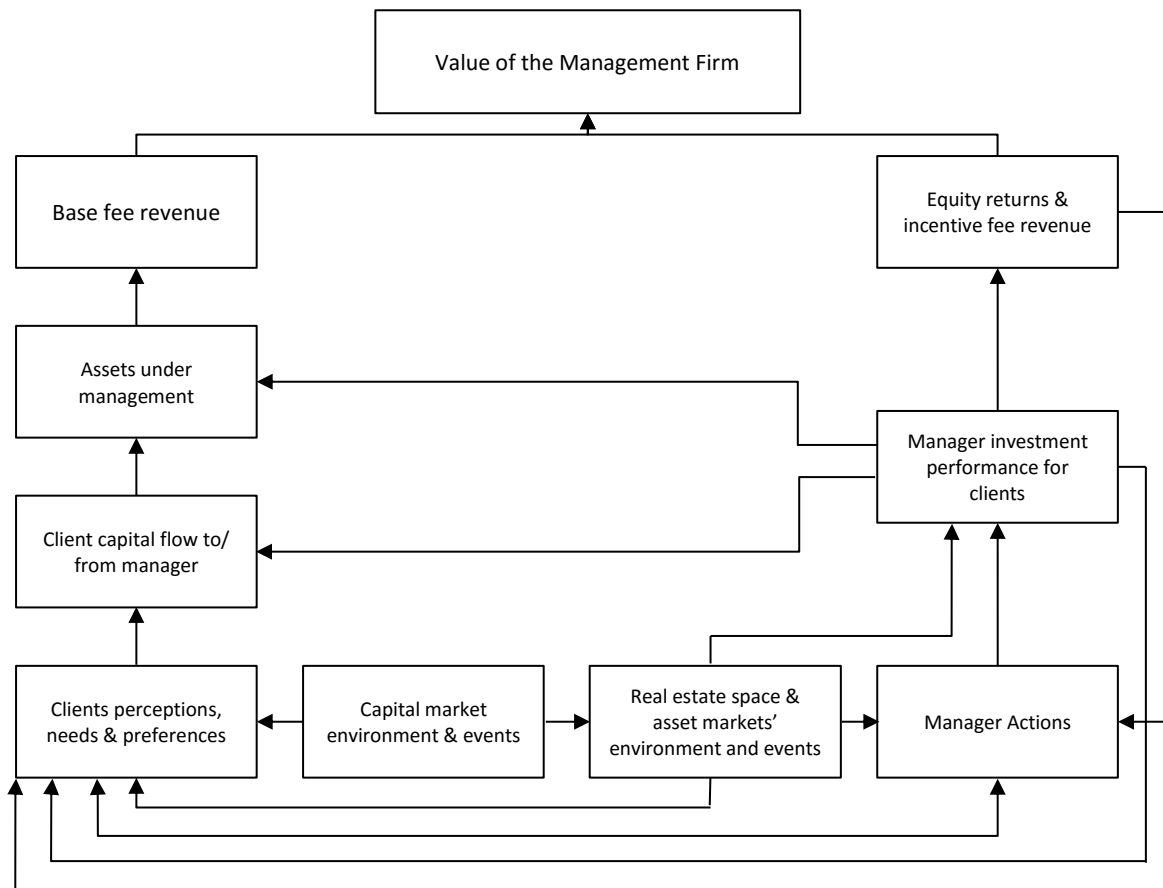 Value of the Management Firm
Base fee revenue
Equity returns &
incentive fee revenue
Assets under
management
Manager investment
performance for
clients
Client capital flow to/
from manager
Clients perceptions,
needs & preferences
Capital market
environment & events
Real estate space &
asset markets’
environment and events
Manager Actions